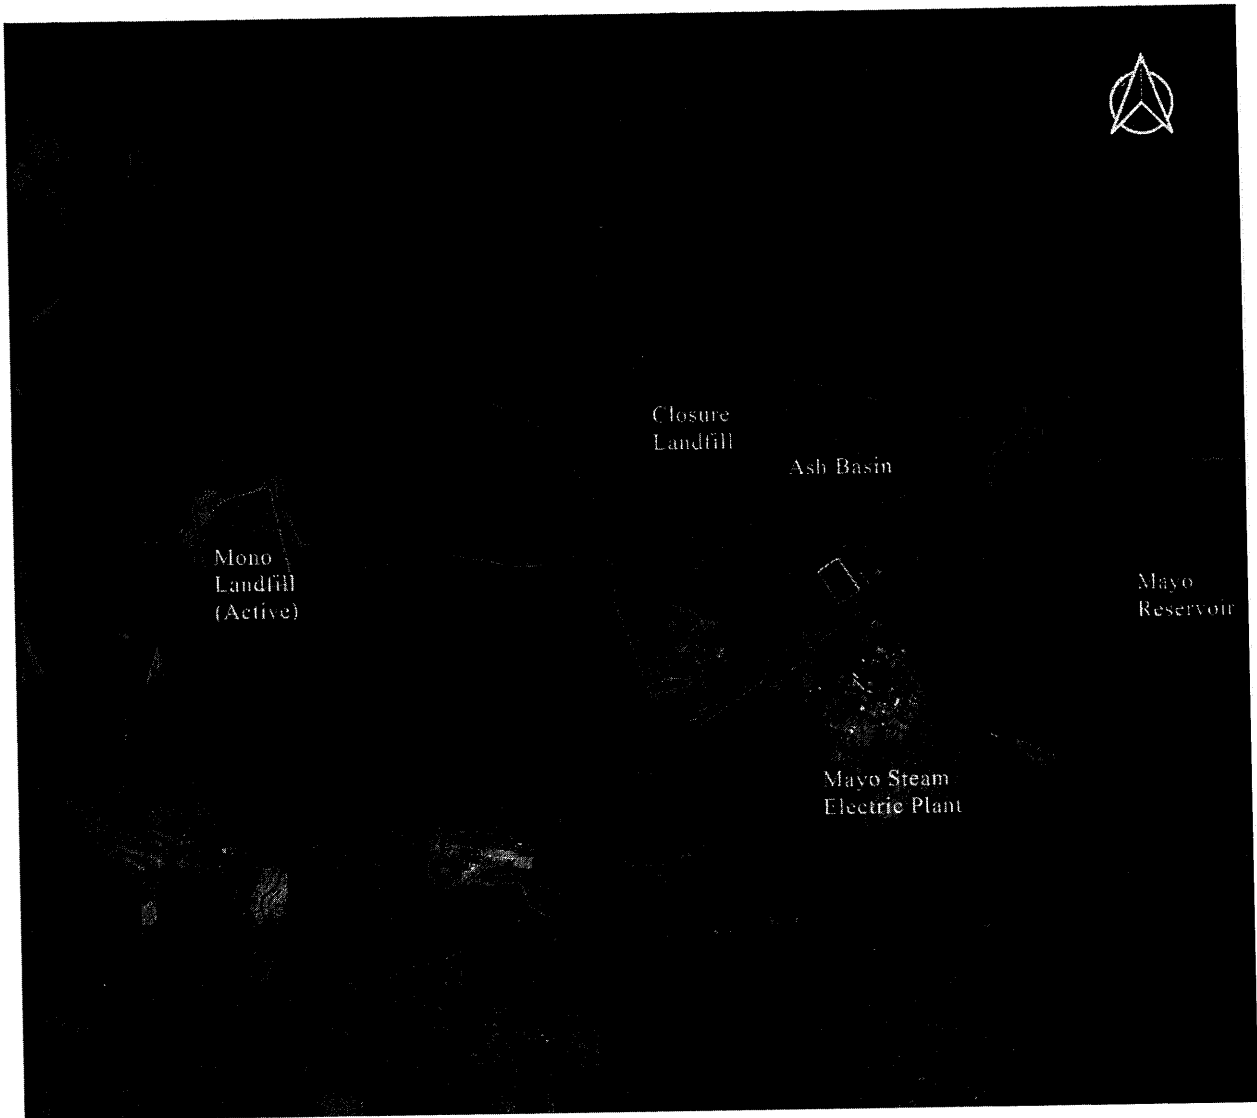 Closure
Landfill
Ash Basin
Mono
Landfill
(Active)
Mayo
Reservoir
Mayo Steam
Electric Plant